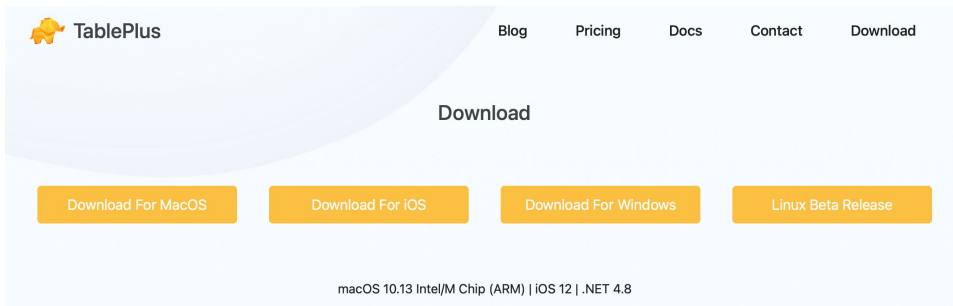 TablePlus Blog Pricing Docs Contact Download
Download
Download For MacOS Download For iOS Download For Windows Linux Beta Release
macOS 10.13 Intel/M Chip (ARM) | iOS 12 | .NET 4.8